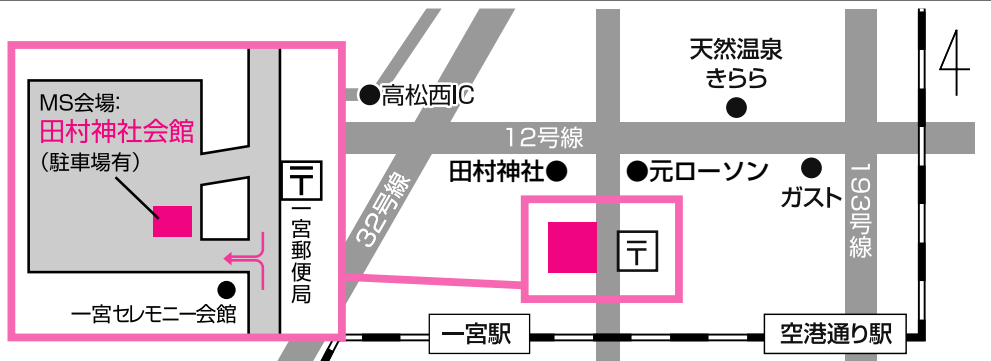 MS会場:
田村神社会館
(駐車場有)
〒
一宮郵便局
一宮セレモニー会館
高松西IC
天然温泉
きらら
4
12号線
田村神社
元ローソン
ガスト
32号線
193号線
〒
一宮駅
空港通り駅